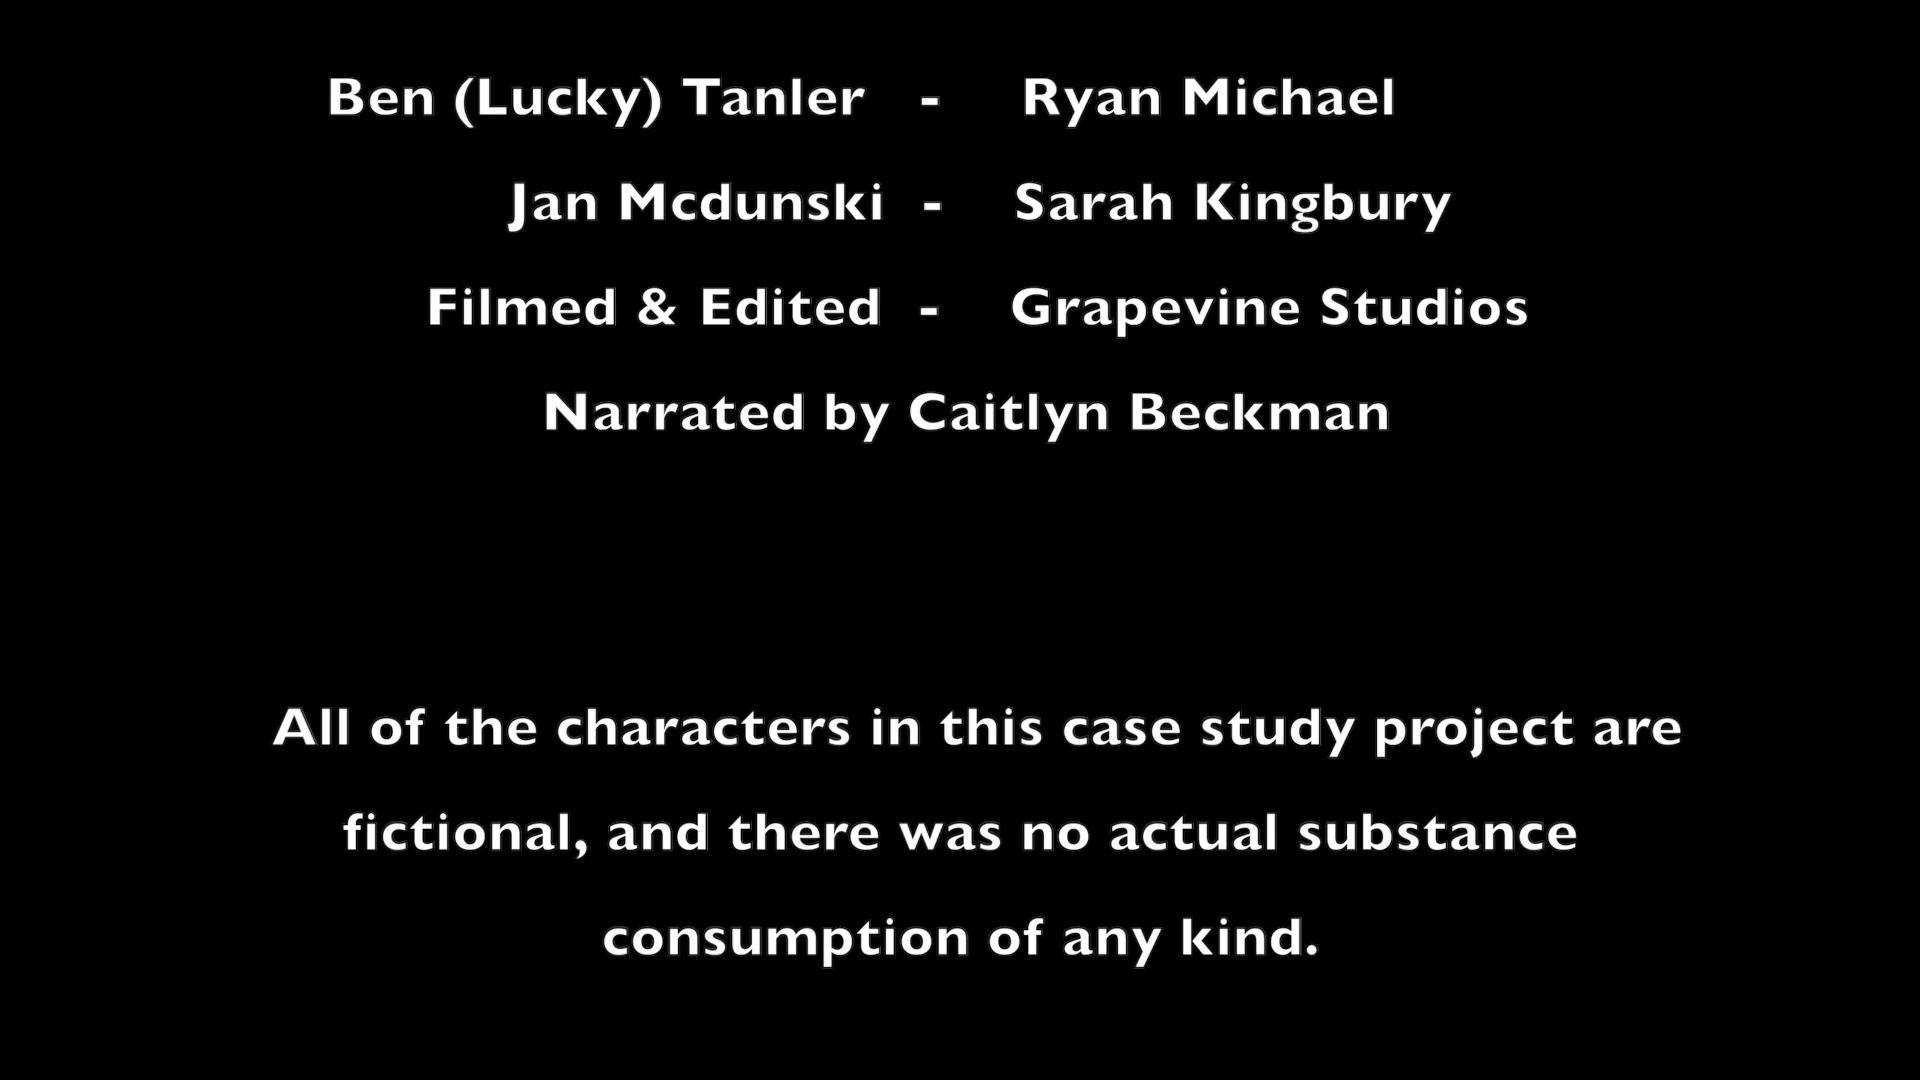 Ben (Lucky) Tanler - Ryan Michael
Jan Mcdunski - Sarah Kingbury
Filmed & Edited - Grapevine Studios
Narrated by Caitlyn Beckman
All of the characters in this case study project are
fictional, and there was no actual substance
consumption of any kind.